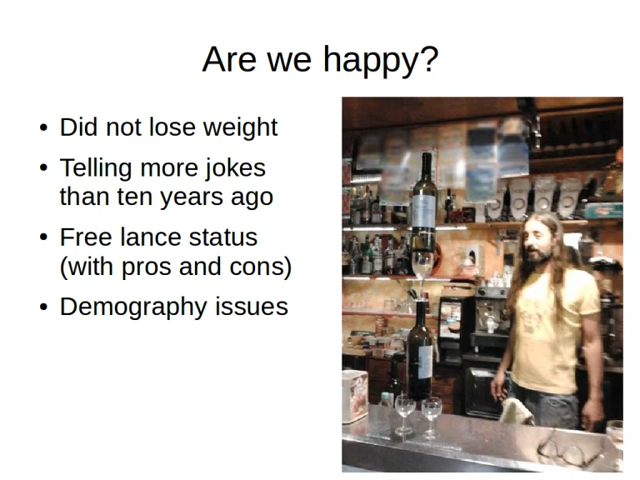 Are we happy?
• Did not lose weight
• Telling more jokes
than ten years ago
• Free lance status
(with pros and cons)
• Demography issues